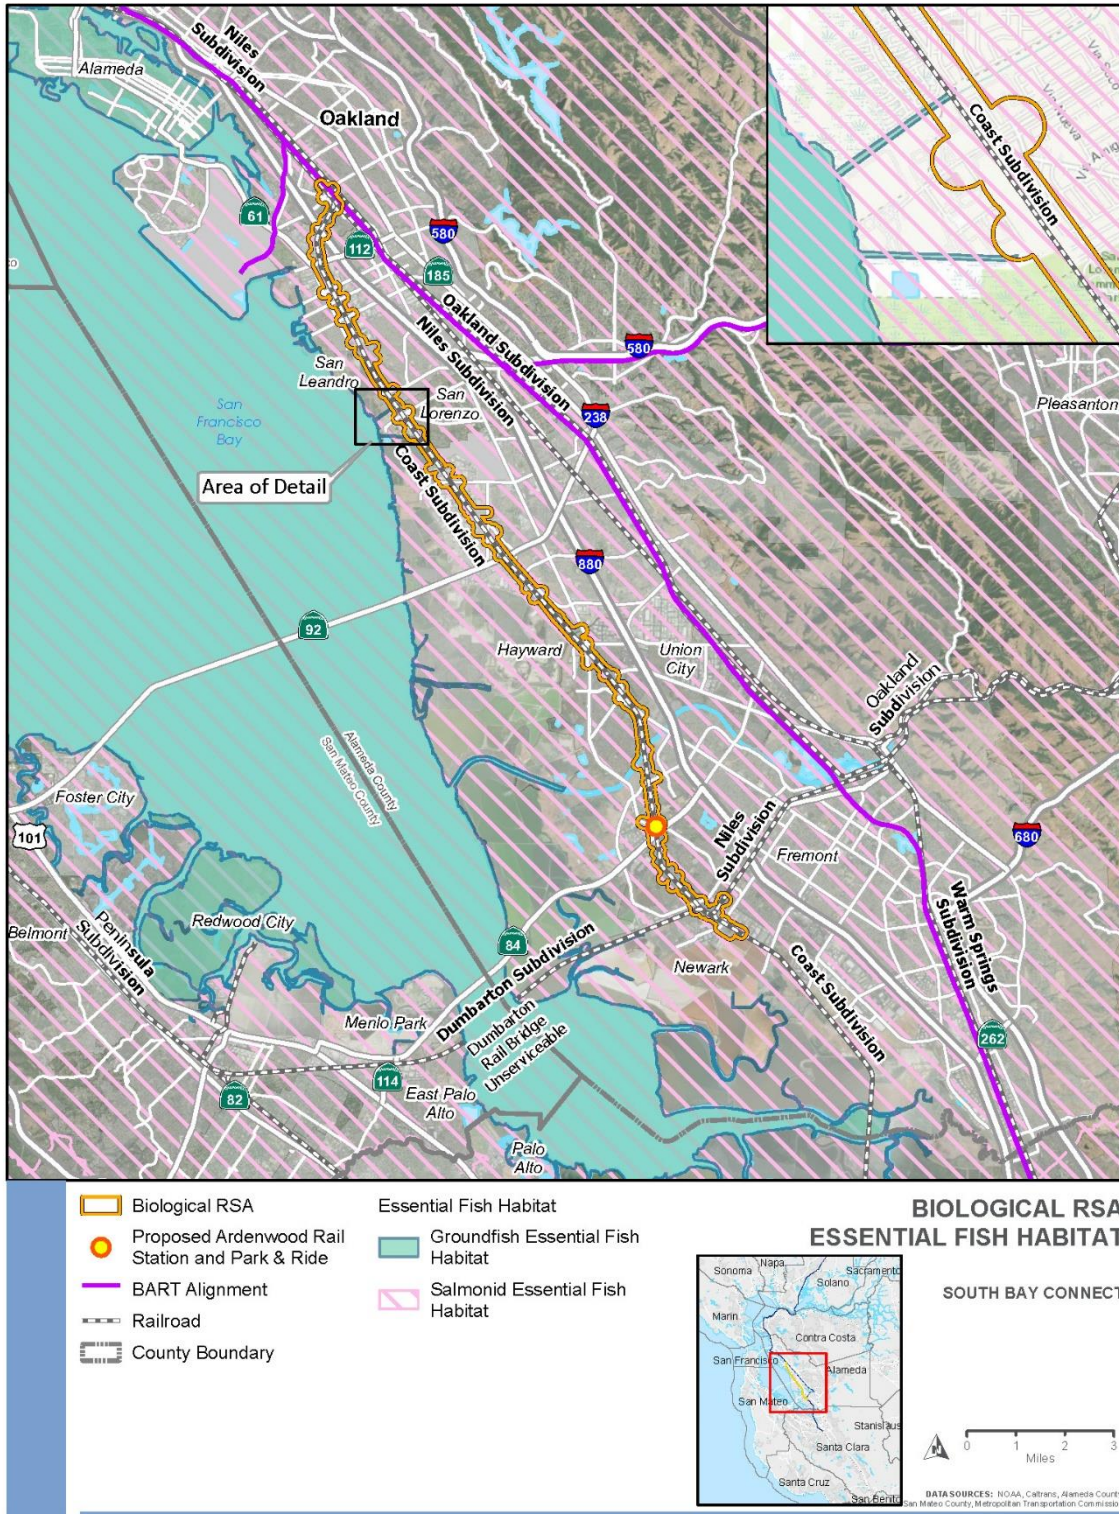 Niles
Subdivision
Alameda
Oakland
61
112
580
185
Oakland Subdivision
Niles Subdivision
580
San
Leandro
San
Lorenzo
238
Pleasanton
San
Francisco
Bay
Area of Detail
Coast Subdivision
880
92
Hayward
Union
City
Oakland
Subdivision
Alameda County
San Mateo County
Foster City
101
Niles
Subdivision
Fremont
680
Belmont
Peninsula
Subdivision
Redwood City
84
Dumbarton Subdivision
Newark
Coast Subdivision
Warm Springs
Subdivision
Menlo Park
Dumbarton
Rail Bridge
Unserviceable
262
114
82
East Palo
Alto
Palo
Alto
Coast Subdivision
Via Nueva
Biological RSA
Proposed Ardenwood Rail
Station and Park & Ride
BART Alignment
Railroad
County Boundary
Essential Fish Habitat
Groundfish Essential Fish
Habitat
Salmonid Essential Fish
Habitat
BIOLOGICAL RSA
ESSENTIAL FISH HABITAT
SOUTH BAY CONNECT
Napa
Sonoma
Sacramento
Solano
Marin
Contra Costa
San Francisco
Alameda
San Mateo
Stanislaus
Santa Clara
Santa Cruz
San Benito
0 1 2 3
Miles
DATA SOURCES: NOAA, Caltrans, Alameda County
San Mateo County, Metropolitan Transportation Commission